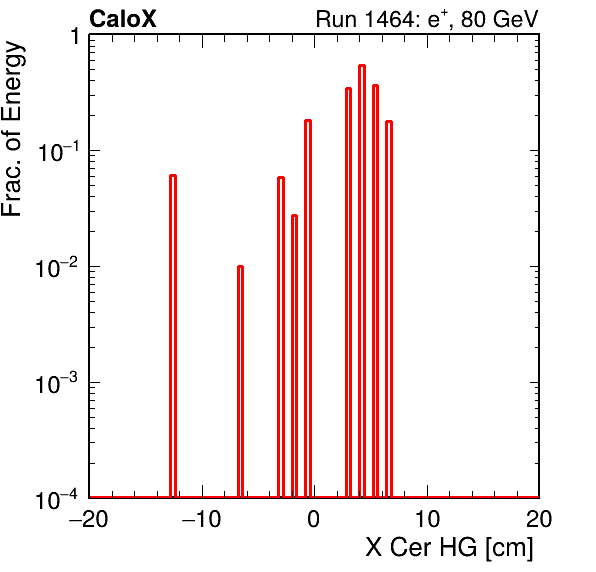 CaloX Run 1464: e⁺, 80 GeV
Frac. of Energy
1
10⁻¹
10⁻²
10⁻³
10⁻⁴
−20 −10 0 10 20
X Cer HG [cm]